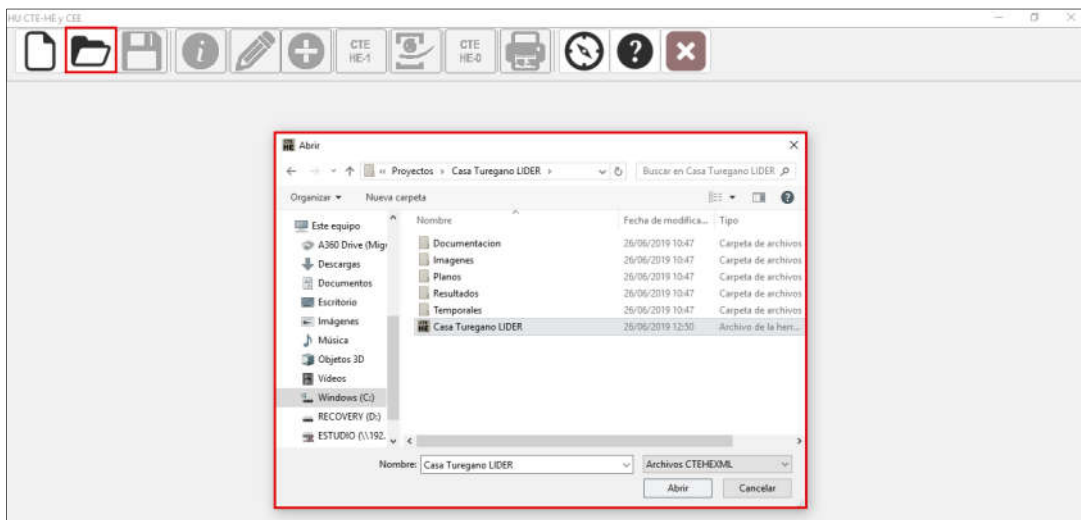 HU CTE-HE y CEE
CTE
HE-1
CTE
HE-0
Abrir
« Proyectos > Casa Turegano LIDER >
Buscar en Casa Turegano LIDER
Organizar
Nueva carpeta
Nombre
Fecha de modifica...
Tipo
Este equipo
A360 Drive (Migu
Descargas
Documentos
Escritorio
Imágenes
Música
Objetos 3D
Vídeos
Windows (C:)
RECOVERY (D:)
ESTUDIO (\\192.
Documentacion 26/06/2019 10:47 Carpeta de archivos
Imagenes 26/06/2019 10:47 Carpeta de archivos
Planos 26/06/2019 10:47 Carpeta de archivos
Resultados 26/06/2019 10:47 Carpeta de archivos
Temporales 26/06/2019 10:47 Carpeta de archivos
Casa Turegano LIDER 26/06/2019 12:50 Archivo de la herr...
Nombre: Casa Turegano LIDER
Archivos CTEHEXML
Abrir
Cancelar